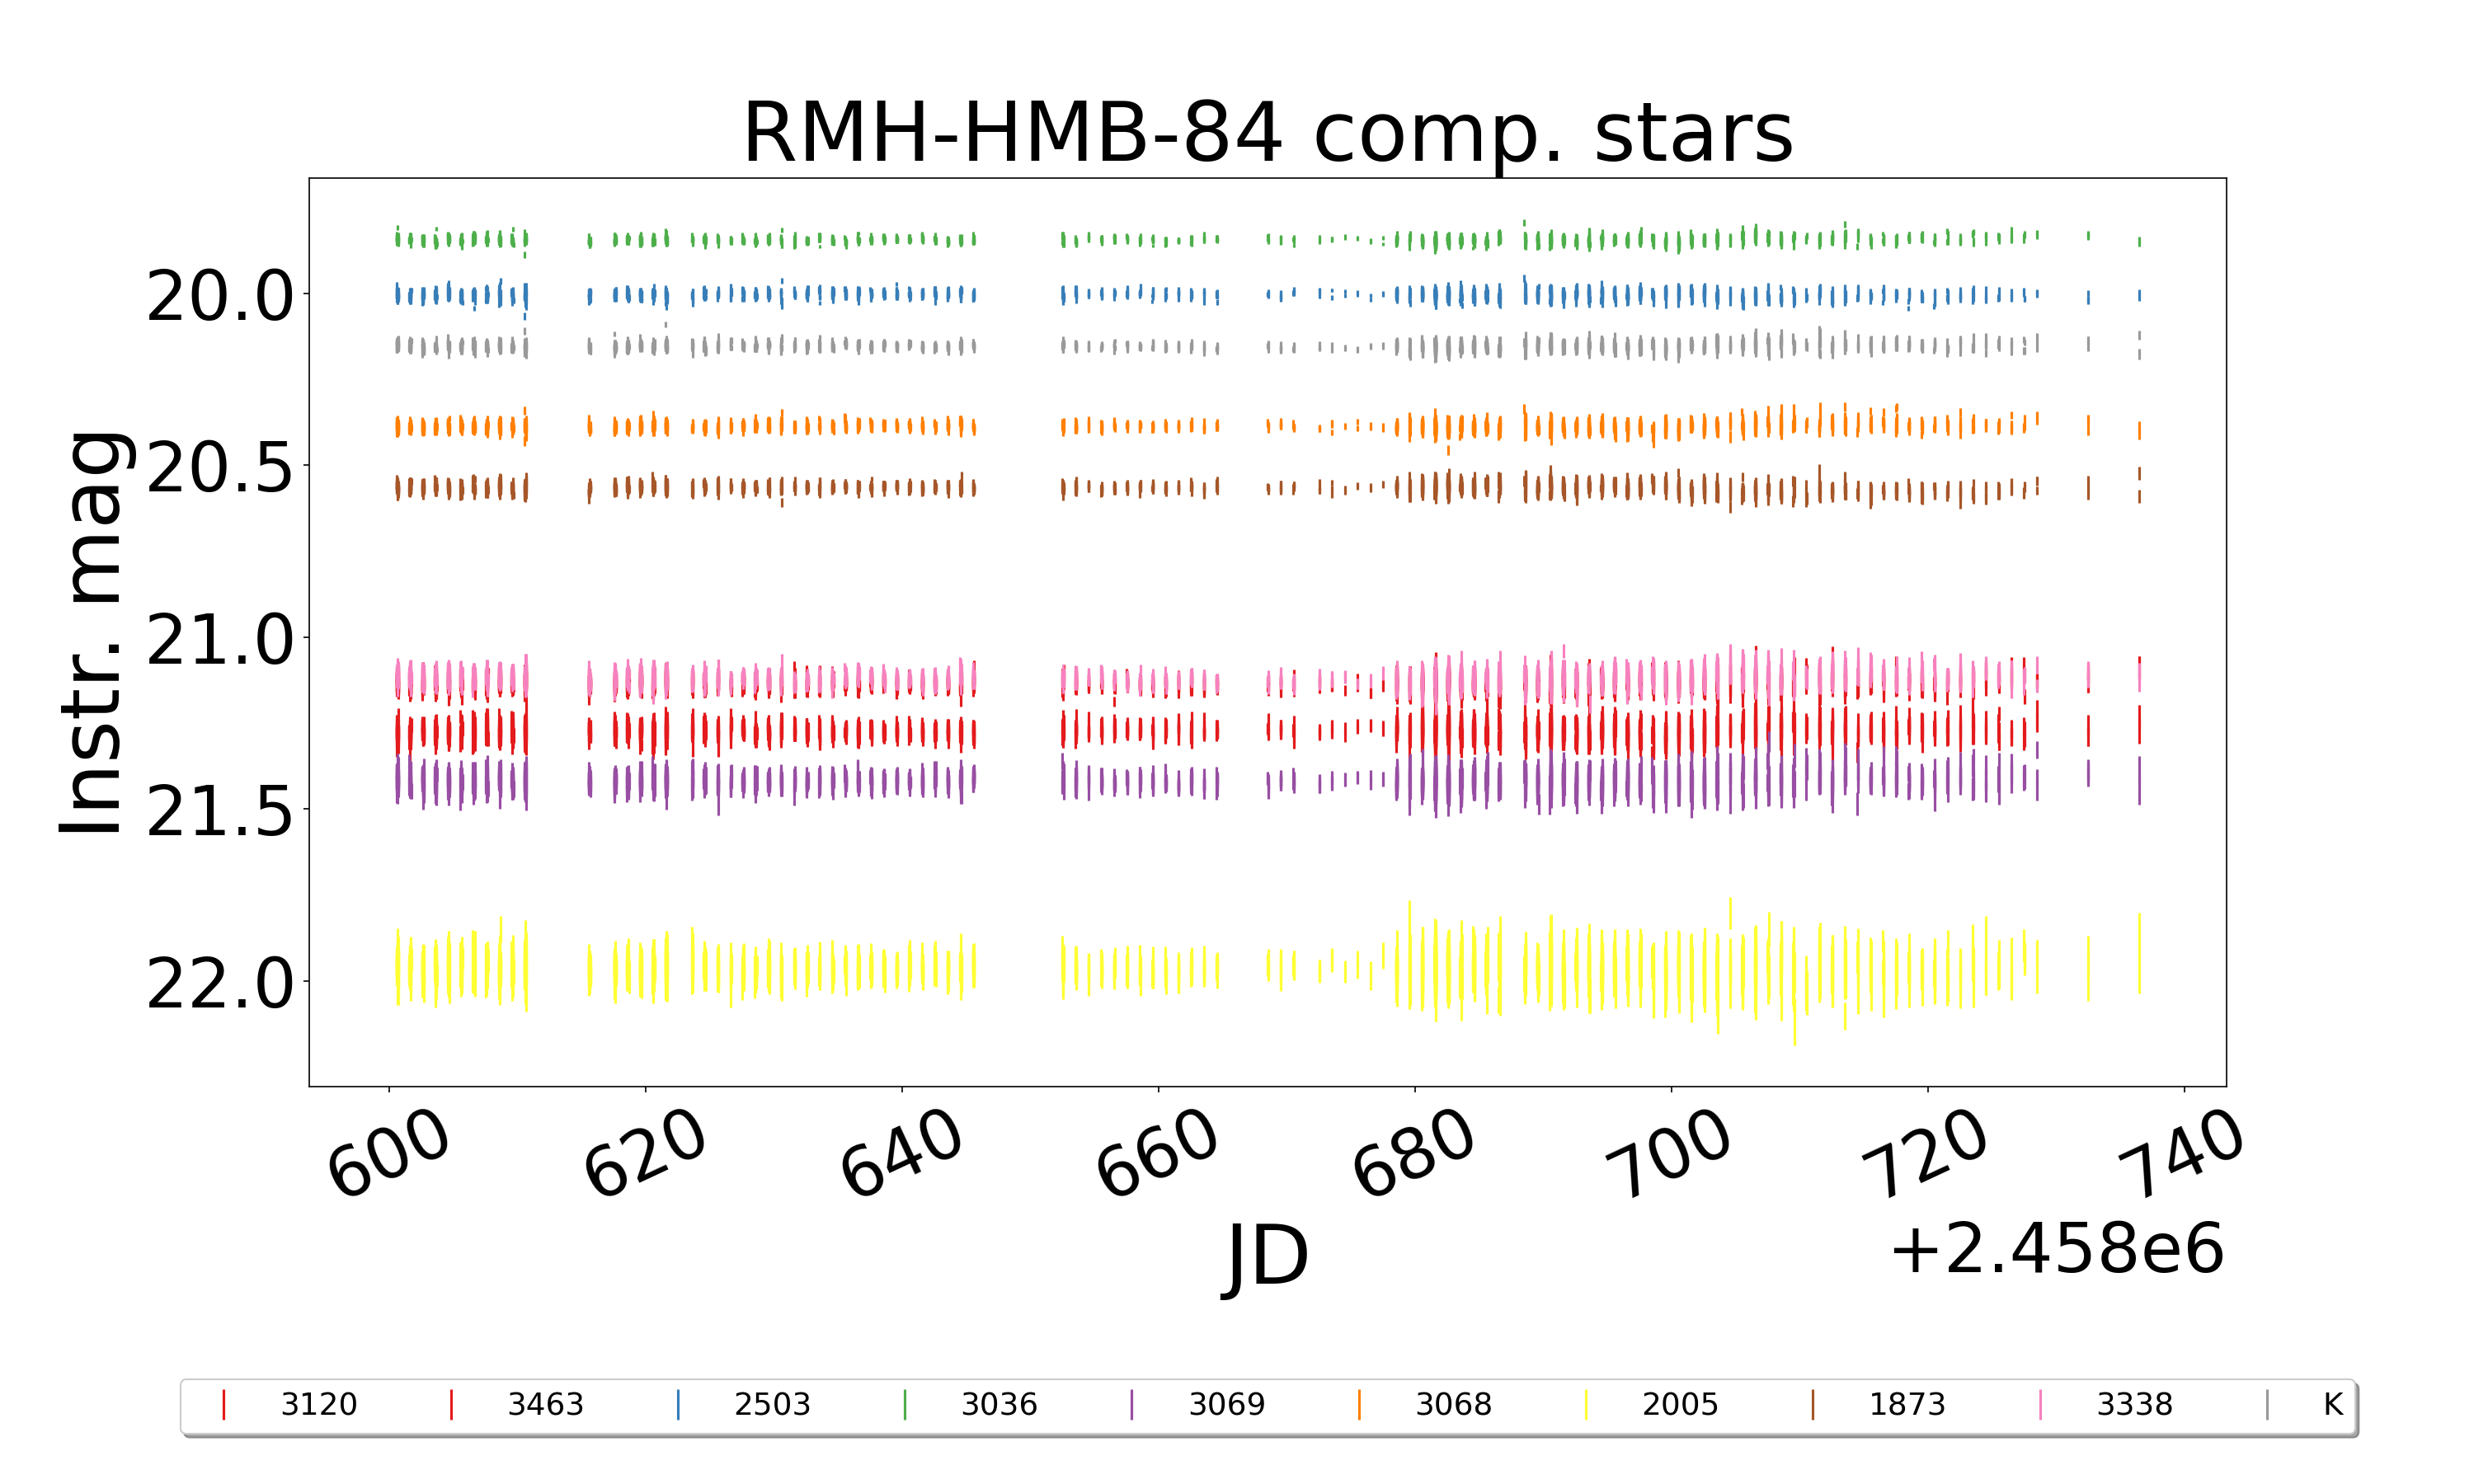 RMH-HMB-84 comp. stars
Instr. mag
20.0
20.5
21.0
21.5
22.0
600 620 640 660 680 700 720 740
JD
+2.458e6
3120 3463 2503 3036 3069 3068 2005 1873 3338 K